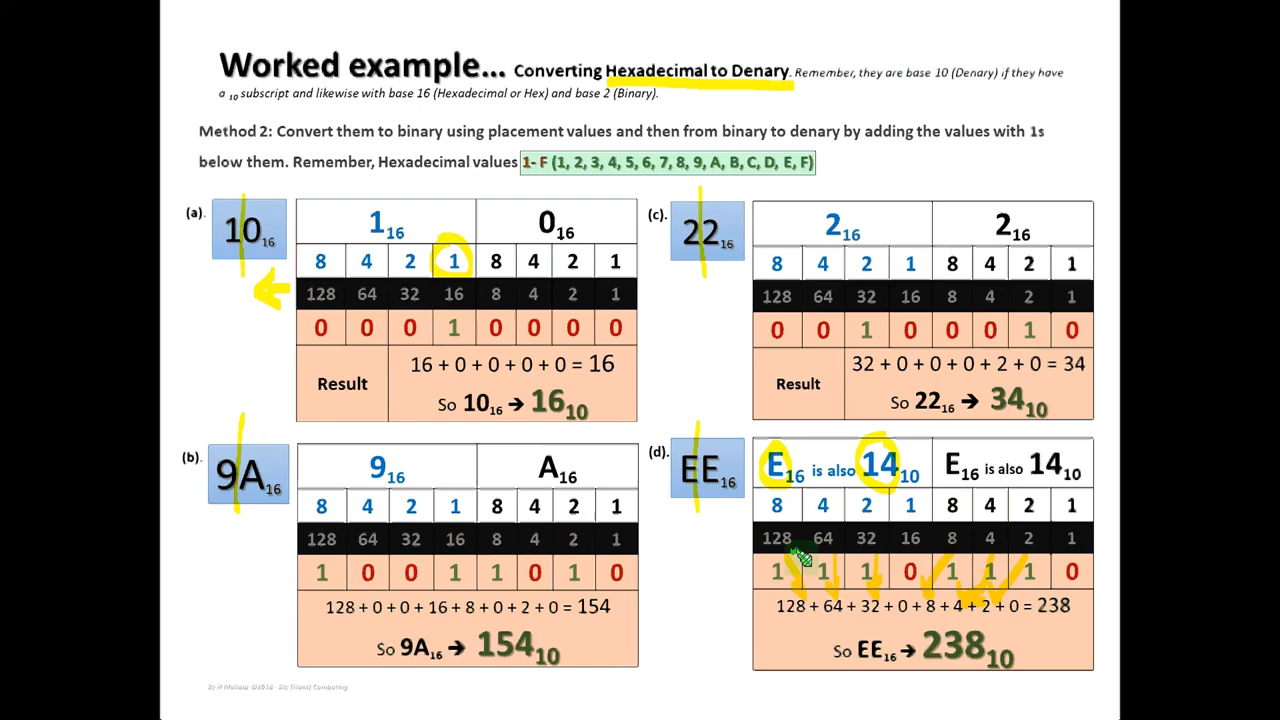 Worked example... Converting Hexadecimal to Denary. Remember, they are base 10 (Denary) if they have
a 10 subscript and likewise with base 16 (Hexadecimal or Hex) and base 2 (Binary).
Method 2: Convert them to binary using placement values and then from binary to denary by adding the values with 1s
below them. Remember, Hexadecimal values 1- F (1, 2, 3, 4, 5, 6, 7, 8, 9, A, B, C, D, E, F)
(a). 10₁₆ 1₁₆ 0₁₆
8 4 2 1 8 4 2 1
128 64 32 16 8 4 2 1
0 0 0 1 0 0 0 0
Result 16 + 0 + 0 + 0 + 0 = 16
So 10₁₆ → 16₁₀
(b). 9A₁₆ 9₁₆ A₁₆
8 4 2 1 8 4 2 1
128 64 32 16 8 4 2 1
1 0 0 1 1 0 1 0
128 + 0 + 0 + 16 + 8 + 0 + 2 + 0 = 154
So 9A₁₆ → 154₁₀
(c). 22₁₆ 2₁₆ 2₁₆
8 4 2 1 8 4 2 1
128 64 32 16 8 4 2 1
0 0 1 0 0 0 1 0
Result 32 + 0 + 0 + 0 + 2 + 0 = 34
So 22₁₆ → 34₁₀
(d). EE₁₆ E₁₆ is also 14₁₀ E₁₆ is also 14₁₀
8 4 2 1 8 4 2 1
128 64 32 16 8 4 2 1
1 1 1 0 1 1 1 0
128 + 64 + 32 + 0 + 8 + 4 + 2 + 0 = 238
So EE₁₆ → 238₁₀
Computing